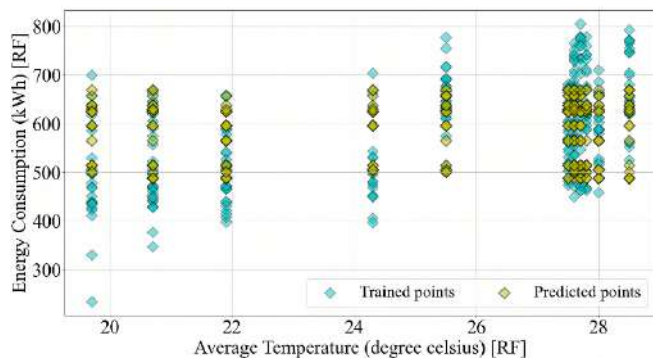 800
700
600
500
400
300
Energy Consumption (kWh) [RF]
Trained points
Predicted points
20
22
24
26
28
Average Temperature (degree celsius) [RF]